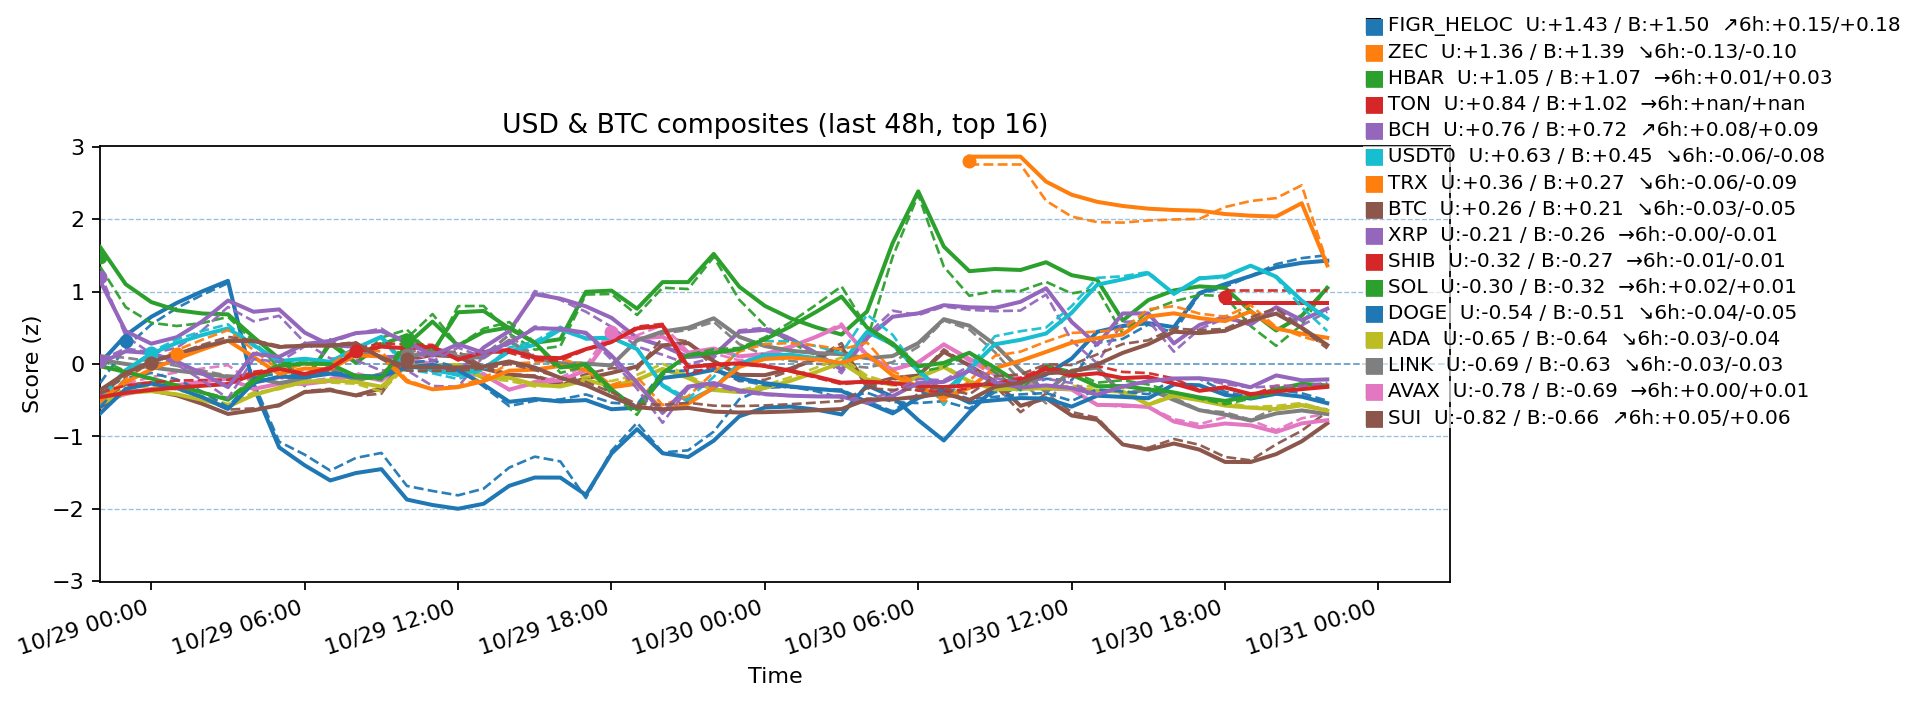 FIGR_HELOC  U:+1.43 / B:+1.50  ↗6h:+0.15/+0.18
ZEC  U:+1.36 / B:+1.39  ↘6h:-0.13/-0.10
HBAR  U:+1.05 / B:+1.07  →6h:+0.01/+0.03
TON  U:+0.84 / B:+1.02  →6h:+nan/+nan
BCH  U:+0.76 / B:+0.72  ↗6h:+0.08/+0.09
USDT0  U:+0.63 / B:+0.45  ↘6h:-0.06/-0.08
TRX  U:+0.36 / B:+0.27  ↘6h:-0.06/-0.09
BTC  U:+0.26 / B:+0.21  ↘6h:-0.03/-0.05
XRP  U:-0.21 / B:-0.26  →6h:-0.00/-0.01
SHIB  U:-0.32 / B:-0.27  →6h:-0.01/-0.01
SOL  U:-0.30 / B:-0.32  →6h:+0.02/+0.01
DOGE  U:-0.54 / B:-0.51  ↘6h:-0.04/-0.05
ADA  U:-0.65 / B:-0.64  ↘6h:-0.03/-0.04
LINK  U:-0.69 / B:-0.63  ↘6h:-0.03/-0.03
AVAX  U:-0.78 / B:-0.69  →6h:+0.00/+0.01
SUI  U:-0.82 / B:-0.66  ↗6h:+0.05/+0.06
USD & BTC composites (last 48h, top 16)
Score (z)
3
2
1
0
−1
−2
−3
10/29 00:00
10/29 06:00
10/29 12:00
10/29 18:00
10/30 00:00
10/30 06:00
10/30 12:00
10/30 18:00
10/31 00:00
Time